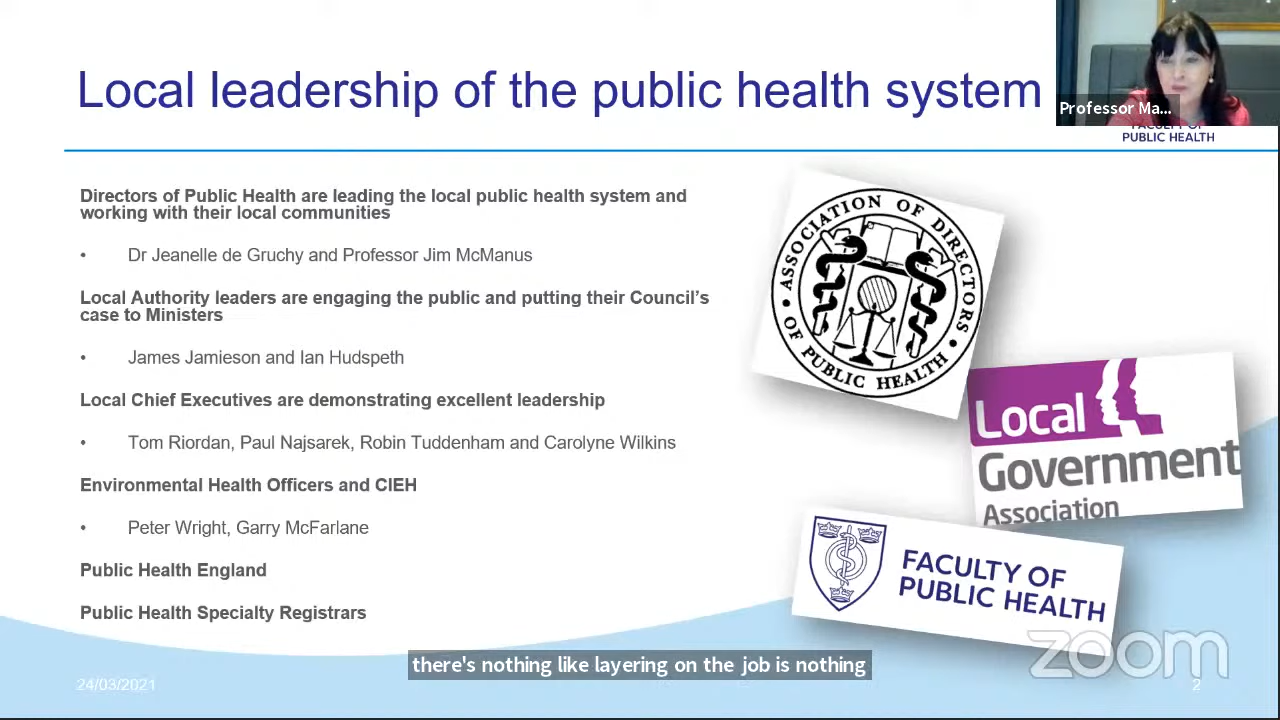 Local leadership of the public health system
Professor Ma...
FACULTY OF
PUBLIC HEALTH
Directors of Public Health are leading the local public health system and
working with their local communities
• Dr Jeanelle de Gruchy and Professor Jim McManus
Local Authority leaders are engaging the public and putting their Council’s
case to Ministers
• James Jamieson and Ian Hudspeth
Local Chief Executives are demonstrating excellent leadership
• Tom Riordan, Paul Najsarek, Robin Tuddenham and Carolyne Wilkins
Environmental Health Officers and CIEH
• Peter Wright, Garry McFarlane
Public Health England
Public Health Specialty Registrars
ASSOCIATION OF DIRECTORS
• OF PUBLIC HEALTH •
Local
Government
Association
FACULTY OF
PUBLIC HEALTH
zoom
there's nothing like layering on the job is nothing
24/03/2021
2